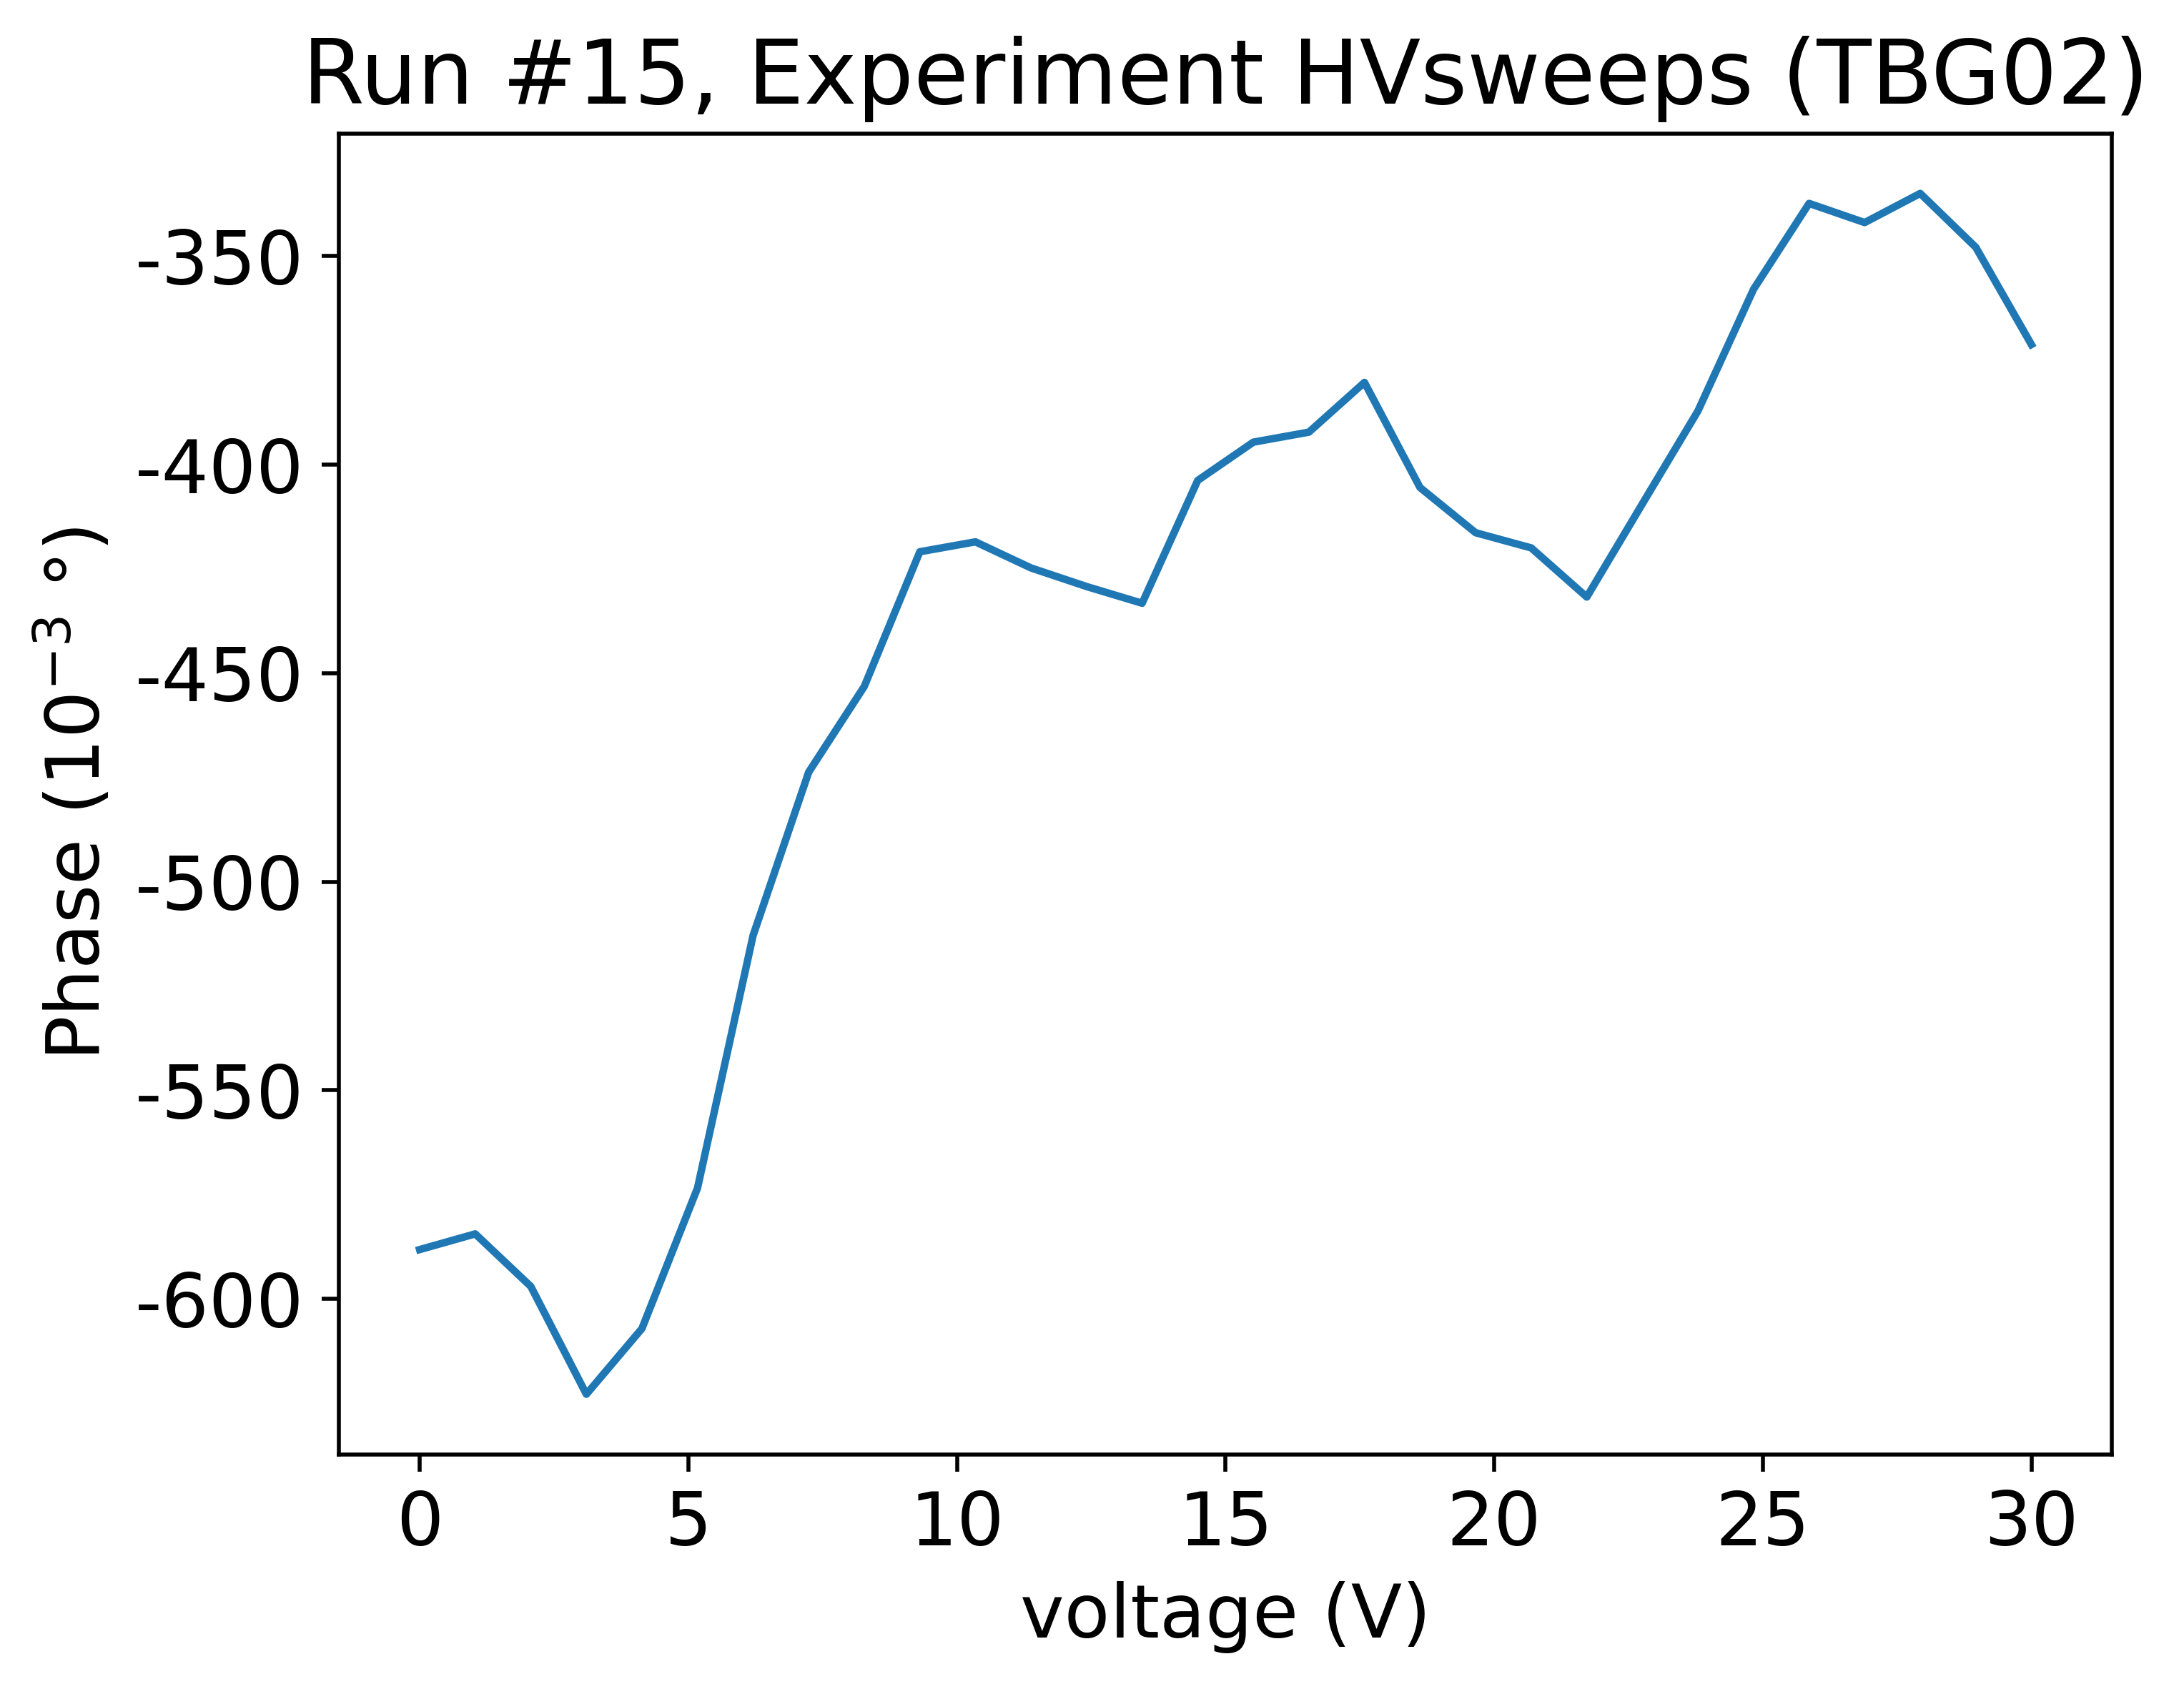 Run #15, Experiment HVsweeps (TBG02)
Phase (10⁻³ °)
-350
-400
-450
-500
-550
-600
0 5 10 15 20 25 30
voltage (V)